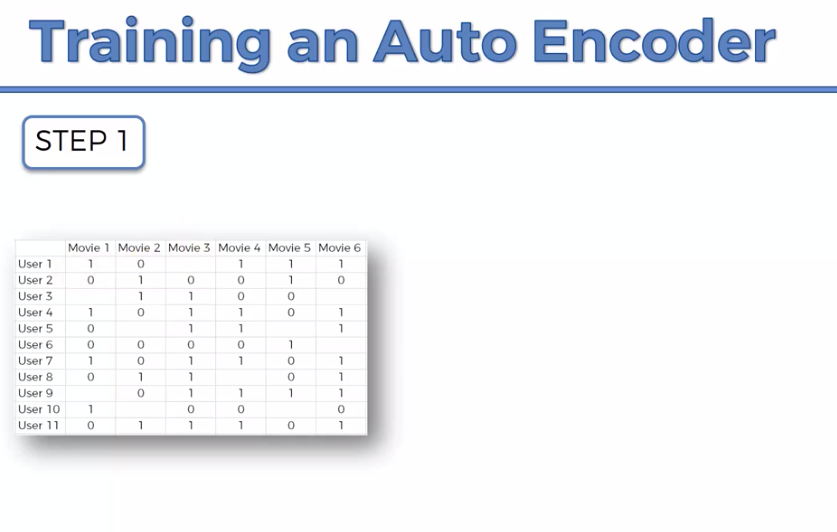 Training an Auto Encoder
STEP 1
Movie 1 Movie 2 Movie 3 Movie 4 Movie 5 Movie 6
User 1 1 0 1 1 1
User 2 0 1 0 0 1 0
User 3 1 1 0 0
User 4 1 0 1 1 0 1
User 5 0 1 1 1
User 6 0 0 0 0 1
User 7 1 0 1 1 0 1
User 8 0 1 1 0 1
User 9 0 1 1 1 1
User 10 1 0 0 0
User 11 0 1 1 1 0 1